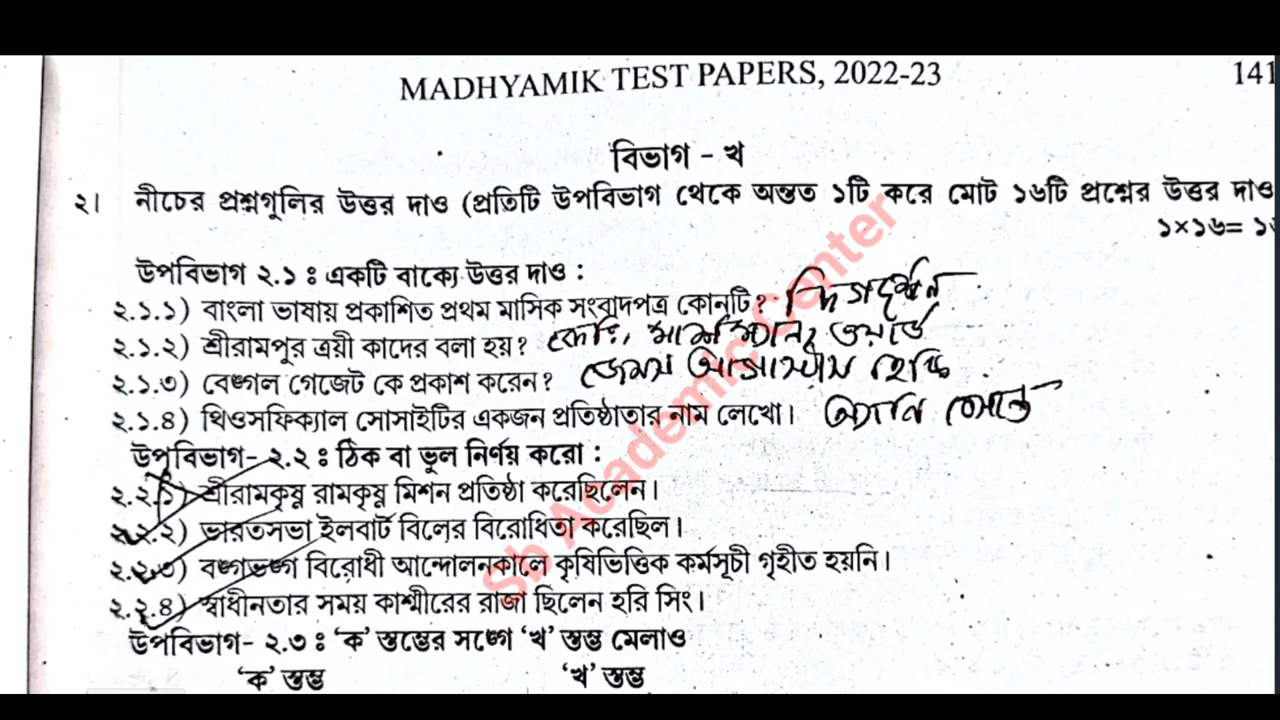 MADHYAMIK TEST PAPERS, 2022-23 141
বিভাগ - খ
২। নীচের প্রশ্নগুলির উত্তর দাও (প্রতিটি উপবিভাগ থেকে অন্তত ১টি করে মোট ১৬টি প্রশ্নের উত্তর দাও
১×১৬= ১৬
উপবিভাগ ২.১ : একটি বাক্যে উত্তর দাও :
২.১.১) বাংলা ভাষায় প্রকাশিত প্রথম মাসিক সংবাদপত্র কোনটি? দিগদর্শন
২.১.২) শ্রীরামপুর ত্রয়ী কাদের বলা হয়? কেরি, মার্শম্যান, ওয়ার্ড
২.১.৩) বেঙ্গল গেজেট কে প্রকাশ করেন? জেমস আগাস্টাস হিকি
২.১.৪) থিওসফিক্যাল সোসাইটির একজন প্রতিষ্ঠাতার নাম লেখো। অ্যানি বেসান্ত
উপবিভাগ- ২.২ : ঠিক বা ভুল নির্ণয় করো :
২.২.১) শ্রীরামকৃষ্ণ রামকৃষ্ণ মিশন প্রতিষ্ঠা করেছিলেন।
২.২.২) ভারতসভা ইলবার্ট বিলের বিরোধিতা করেছিল।
২.২.৩) বঙ্গভঙ্গ বিরোধী আন্দোলনকালে কৃষিভিত্তিক কর্মসূচী গৃহীত হয়নি।
২.২.৪) স্বাধীনতার সময় কাশ্মীরের রাজা ছিলেন হরি সিং।
উপবিভাগ- ২.৩ : ‘ক’ স্তম্ভের সঙ্গে ‘খ’ স্তম্ভ মেলাও
‘ক’ স্তম্ভ ‘খ’ স্তম্ভ
Sb Academic Center